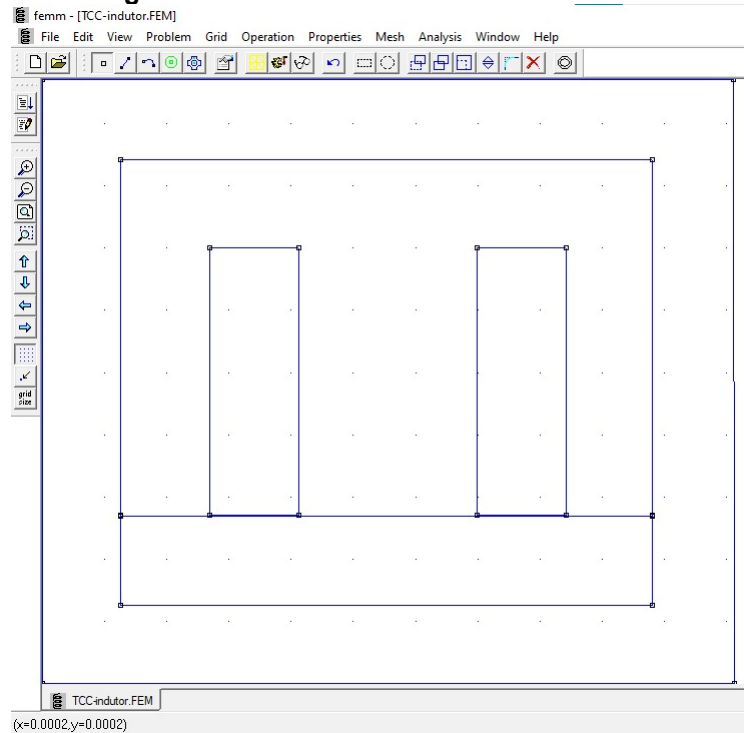 femm - [TCC-indutor.FEM]
File Edit View Problem Grid Operation Properties Mesh Analysis Window Help
grid
size
TCC-indutor.FEM
(x=0.0002,y=0.0002)